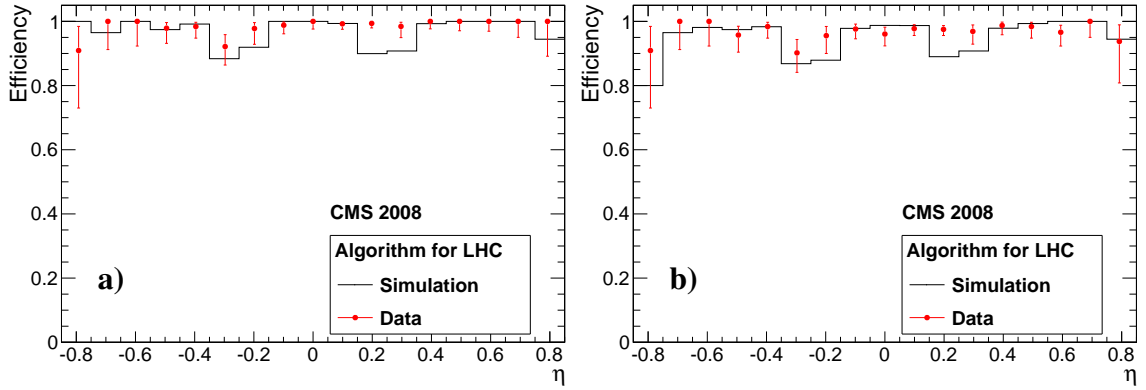 Efficiency
1
0.8
0.6
0.4
0.2
0
CMS 2008
Algorithm for LHC
Simulation
Data
a)
-0.8 -0.6 -0.4 -0.2 0 0.2 0.4 0.6 0.8
η
Efficiency
1
0.8
0.6
0.4
0.2
0
CMS 2008
Algorithm for LHC
Simulation
Data
b)
-0.8 -0.6 -0.4 -0.2 0 0.2 0.4 0.6 0.8
η